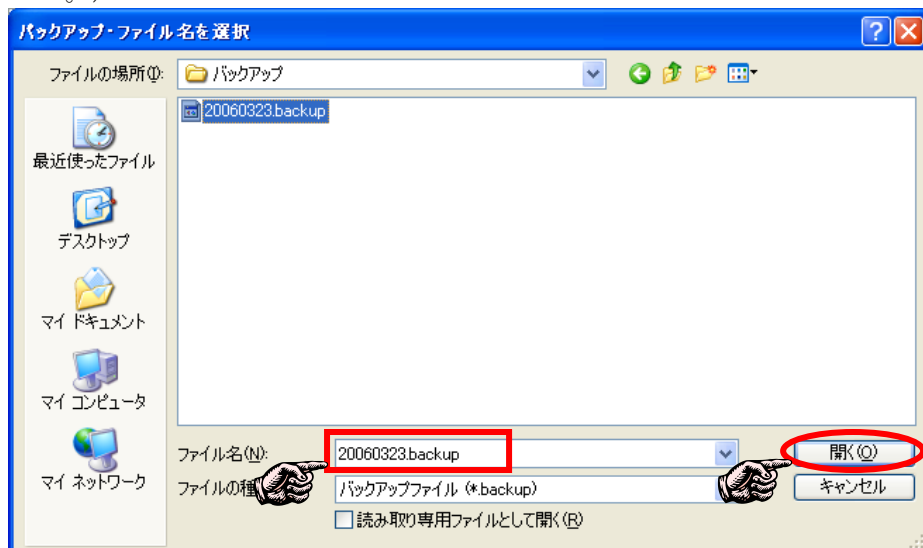 バックアップ・ファイル名を選択
ファイルの場所(I):
バックアップ
20060323.backup
最近使ったファイル
デスクトップ
マイ ドキュメント
マイ コンピュータ
マイ ネットワーク
ファイル名(N):
20060323.backup
開く(O)
ファイルの種
バックアップファイル (*.backup)
キャンセル
読み取り専用ファイルとして開く(R)